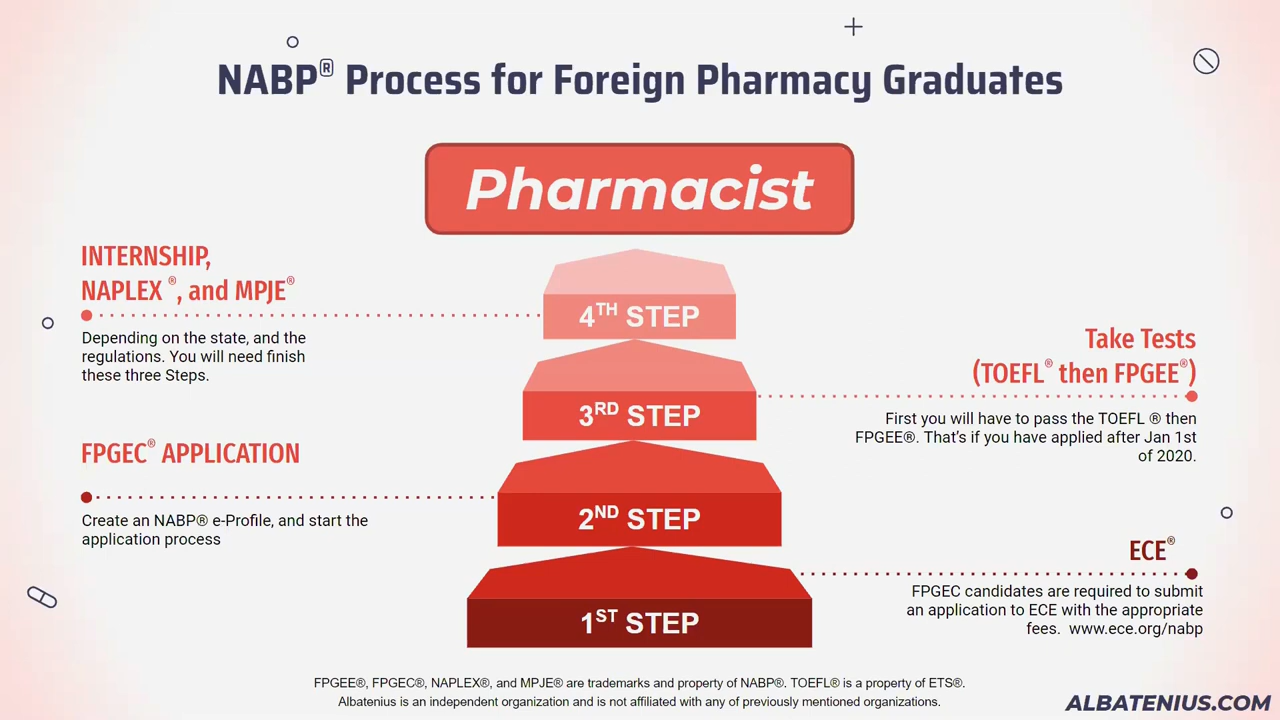 NABP® Process for Foreign Pharmacy Graduates
Pharmacist
INTERNSHIP,
NAPLEX ®, and MPJE®
Depending on the state, and the
regulations. You will need finish
these three Steps.
4TH STEP
Take Tests
(TOEFL® then FPGEE®)
First you will have to pass the TOEFL ® then
FPGEE®. That's if you have applied after Jan 1st
of 2020.
3RD STEP
FPGEC® APPLICATION
Create an NABP® e-Profile, and start the
application process
2ND STEP
ECE®
FPGEC candidates are required to submit
an application to ECE with the appropriate
fees.  www.ece.org/nabp
1ST STEP
FPGEE®, FPGEC®, NAPLEX®, and MPJE® are trademarks and property of NABP®. TOEFL® is a property of ETS®.
Albatenius is an independent organization and is not affiliated with any of previously mentioned organizations.
ALBATENIUS.COM